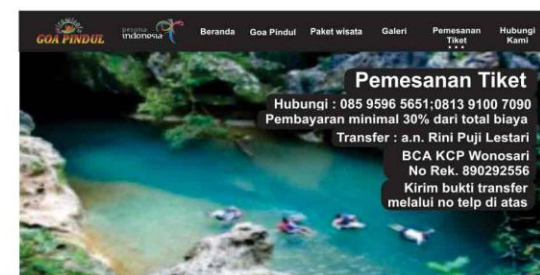 GOA PINDUL
pesona indonesia
Beranda Goa Pindul Paket wisata Galeri Pemesanan Tiket Hubungi Kami
Pemesanan Tiket
Hubungi : 085 9596 5651;0813 9100 7090
Pembayaran minimal 30% dari total biaya
Transfer : a.n. Rini Puji Lestari
BCA KCP Wonosari
No Rek. 890292556
Kirim bukti transfer
melalui no telp di atas